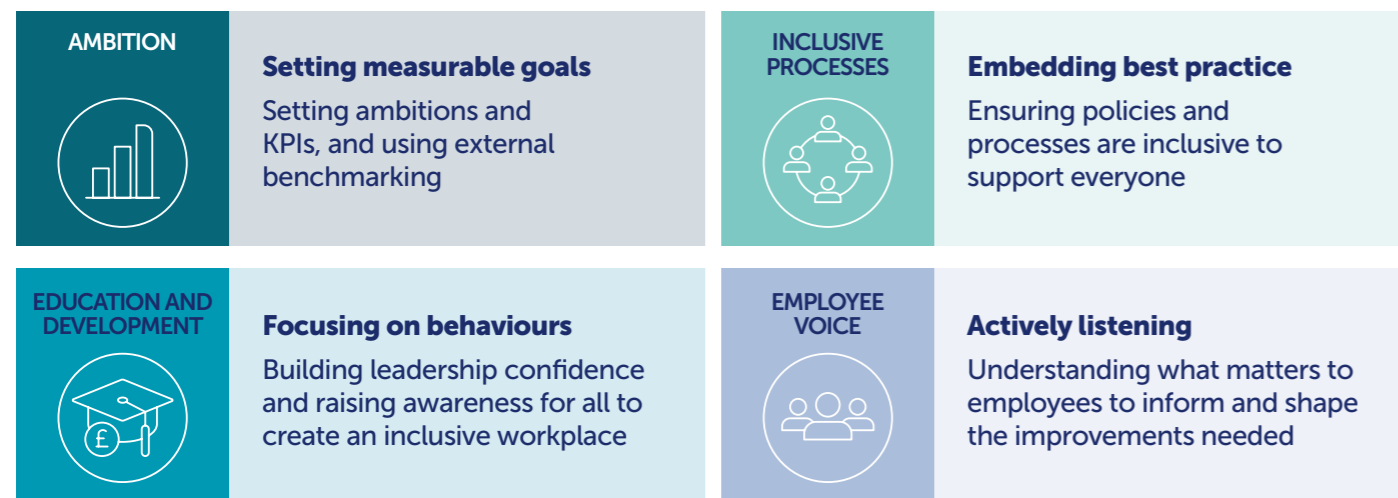 AMBITION
Setting measurable goals
Setting ambitions and
KPIs, and using external
benchmarking
INCLUSIVE
PROCESSES
Embedding best practice
Ensuring policies and
processes are inclusive to
support everyone
EDUCATION AND
DEVELOPMENT
£
Focusing on behaviours
Building leadership confidence
and raising awareness for all to
create an inclusive workplace
EMPLOYEE
VOICE
Actively listening
Understanding what matters to
employees to inform and shape
the improvements needed